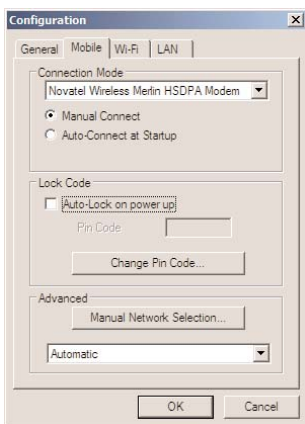 Configuration
General Mobile Wi-Fi LAN
Connection Mode
Novatel Wireless Merlin HSDPA Modem
Manual Connect
Auto-Connect at Startup
Lock Code
Auto-Lock on power up
Pin Code
Change Pin Code...
Advanced
Manual Network Selection...
Automatic
OK Cancel